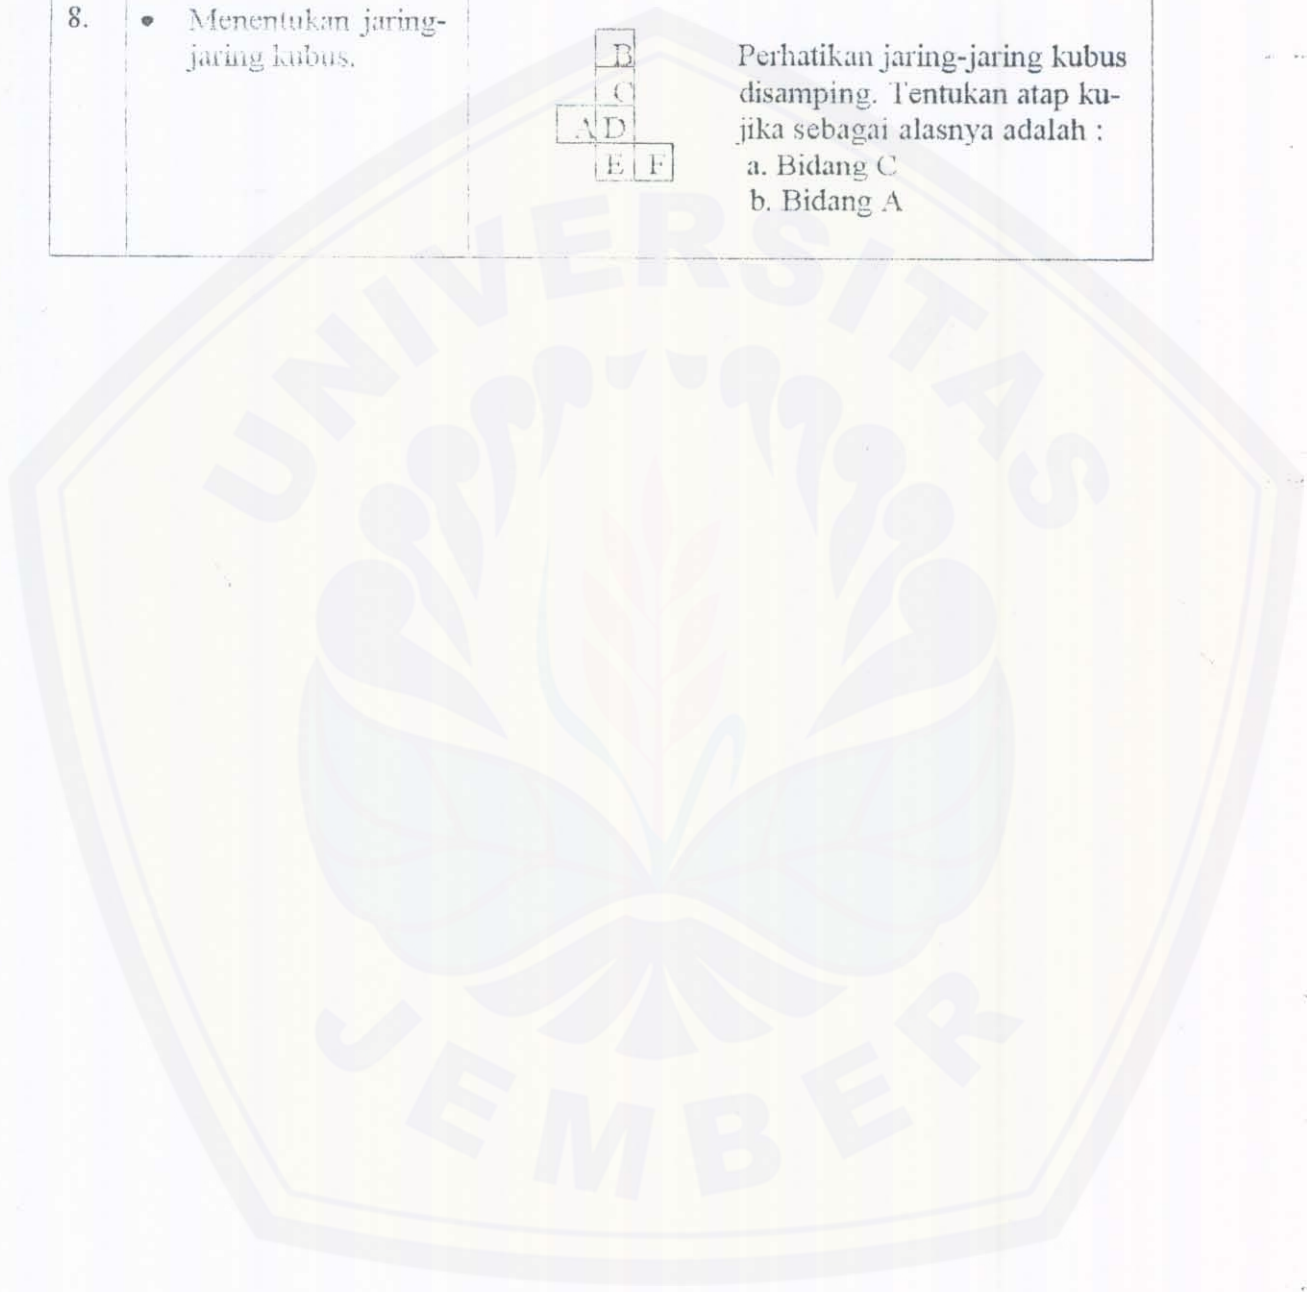 8. • Menentukan jaring-
jaring kubus.
B
C
A D
E F
Perhatikan jaring-jaring kubus
disamping. Tentukan atap ku-
jika sebagai alasnya adalah :
a. Bidang C
b. Bidang A
UNIVERSITAS
JEMBER